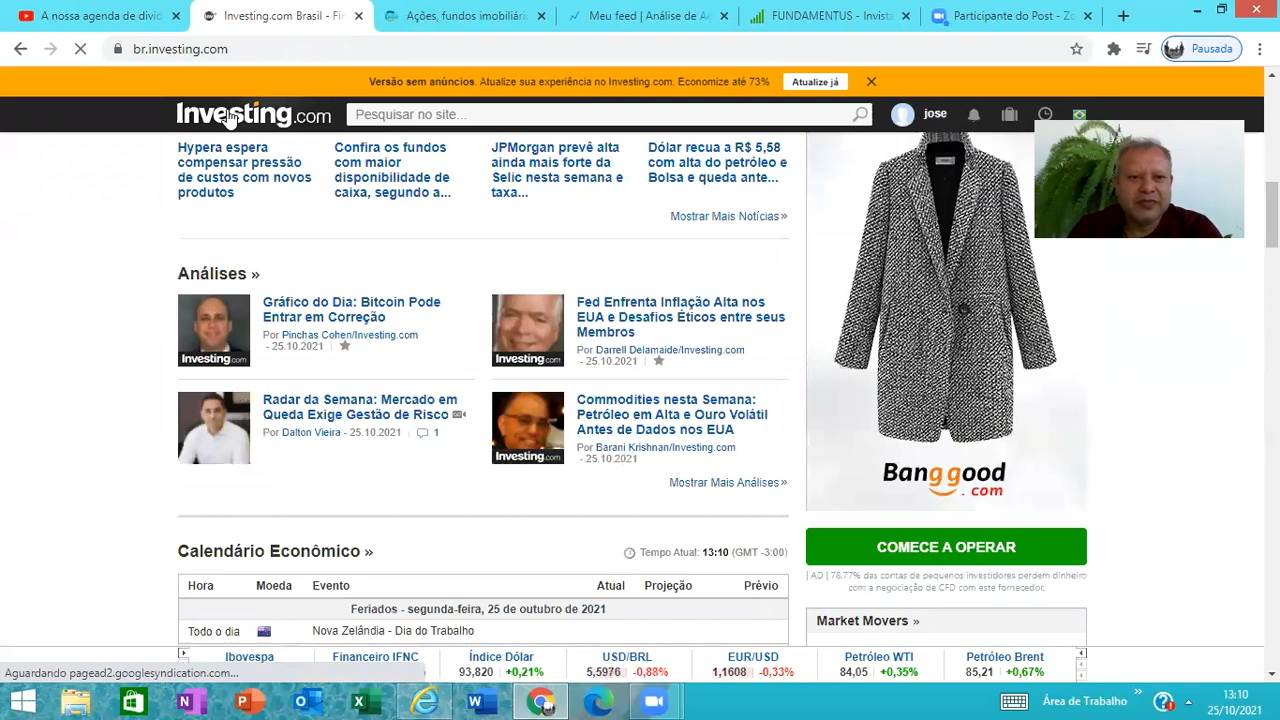 A nossa agenda de divid
Investing.com Brasil - Fi
Ações, fundos imobiliári
Meu feed | Análise de Aç
FUNDAMENTUS - Invista
Participante do Post - Zo
br.investing.com
Pausada
Versão sem anúncios. Atualize sua experiência no Investing.com. Economize até 73%
Atualize já
Investing.com
Pesquisar no site...
jose
Hypera espera
compensar pressão
de custos com novos
produtos
Confira os fundos
com maior
disponibilidade de
caixa, segundo a...
JPMorgan prevê alta
ainda mais forte da
Selic nesta semana e
taxa...
Dólar recua a R$ 5,58
com alta do petróleo e
Bolsa e queda ante...
Mostrar Mais Notícias»
Análises »
Gráfico do Dia: Bitcoin Pode
Entrar em Correção
Por Pinchas Cohen/Investing.com
- 25.10.2021
Investing.com
Fed Enfrenta Inflação Alta nos
EUA e Desafios Éticos entre seus
Membros
Por Darrell Delamaide/Investing.com
- 25.10.2021
Investing.com
Radar da Semana: Mercado em
Queda Exige Gestão de Risco
Por Dalton Vieira - 25.10.2021 1
Commodities nesta Semana:
Petróleo em Alta e Ouro Volátil
Antes de Dados nos EUA
Por Barani Krishnan/Investing.com
- 25.10.2021
Investing.com
Mostrar Mais Análises»
Banggood
.com
COMECE A OPERAR
| AD | 78.77% das contas de pequenos investidores perdem dinheiro
com a negociação de CFD com este fornecedor.
Market Movers »
Calendário Econômico »
Tempo Atual: 13:10 (GMT -3:00)
Hora Moeda Evento Atual Projeção Prévio
Feriados - segunda-feira, 25 de outubro de 2021
Todo o dia Nova Zelândia - Dia do Trabalho
Ibovespa Financeiro IFNC Índice Dólar USD/BRL EUR/USD Petróleo WTI Petróleo Brent
93,820 +0,21% 5,5976 -0,88% 1,1608 -0,33% 84,05 +0,35% 85,21 +0,67%
Aguardando pagead2.googlesyndication.com...
Área de Trabalho
13:10
25/10/2021